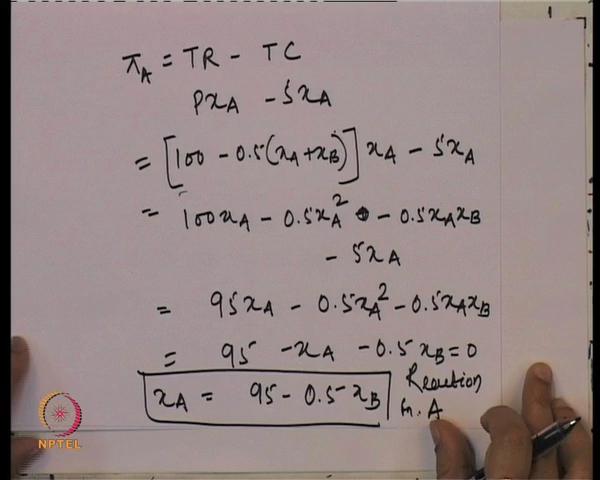 πA = TR - TC
PxA - 5xA
= [100 - 0.5(xA+xB)] xA - 5xA
= 100xA - 0.5xA² - 0.5xAxB
- 5xA
= 95xA - 0.5xA² - 0.5xAxB
= 95 - xA - 0.5xB = 0
xA = 95 - 0.5xB
Reaction
fn. A
NPTEL